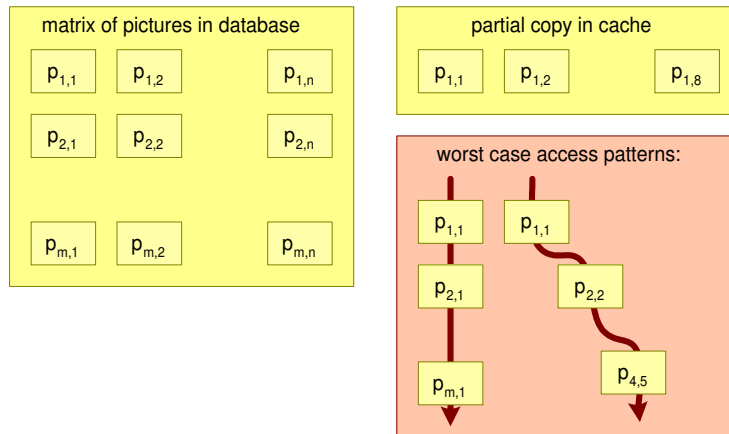 matrix of pictures in database
p1,1 p1,2 p1,n
p2,1 p2,2 p2,n
pm,1 pm,2 pm,n
partial copy in cache
p1,1 p1,2 p1,8
worst case access patterns:
p1,1 p1,1
p2,1 p2,2
p4,5
pm,1